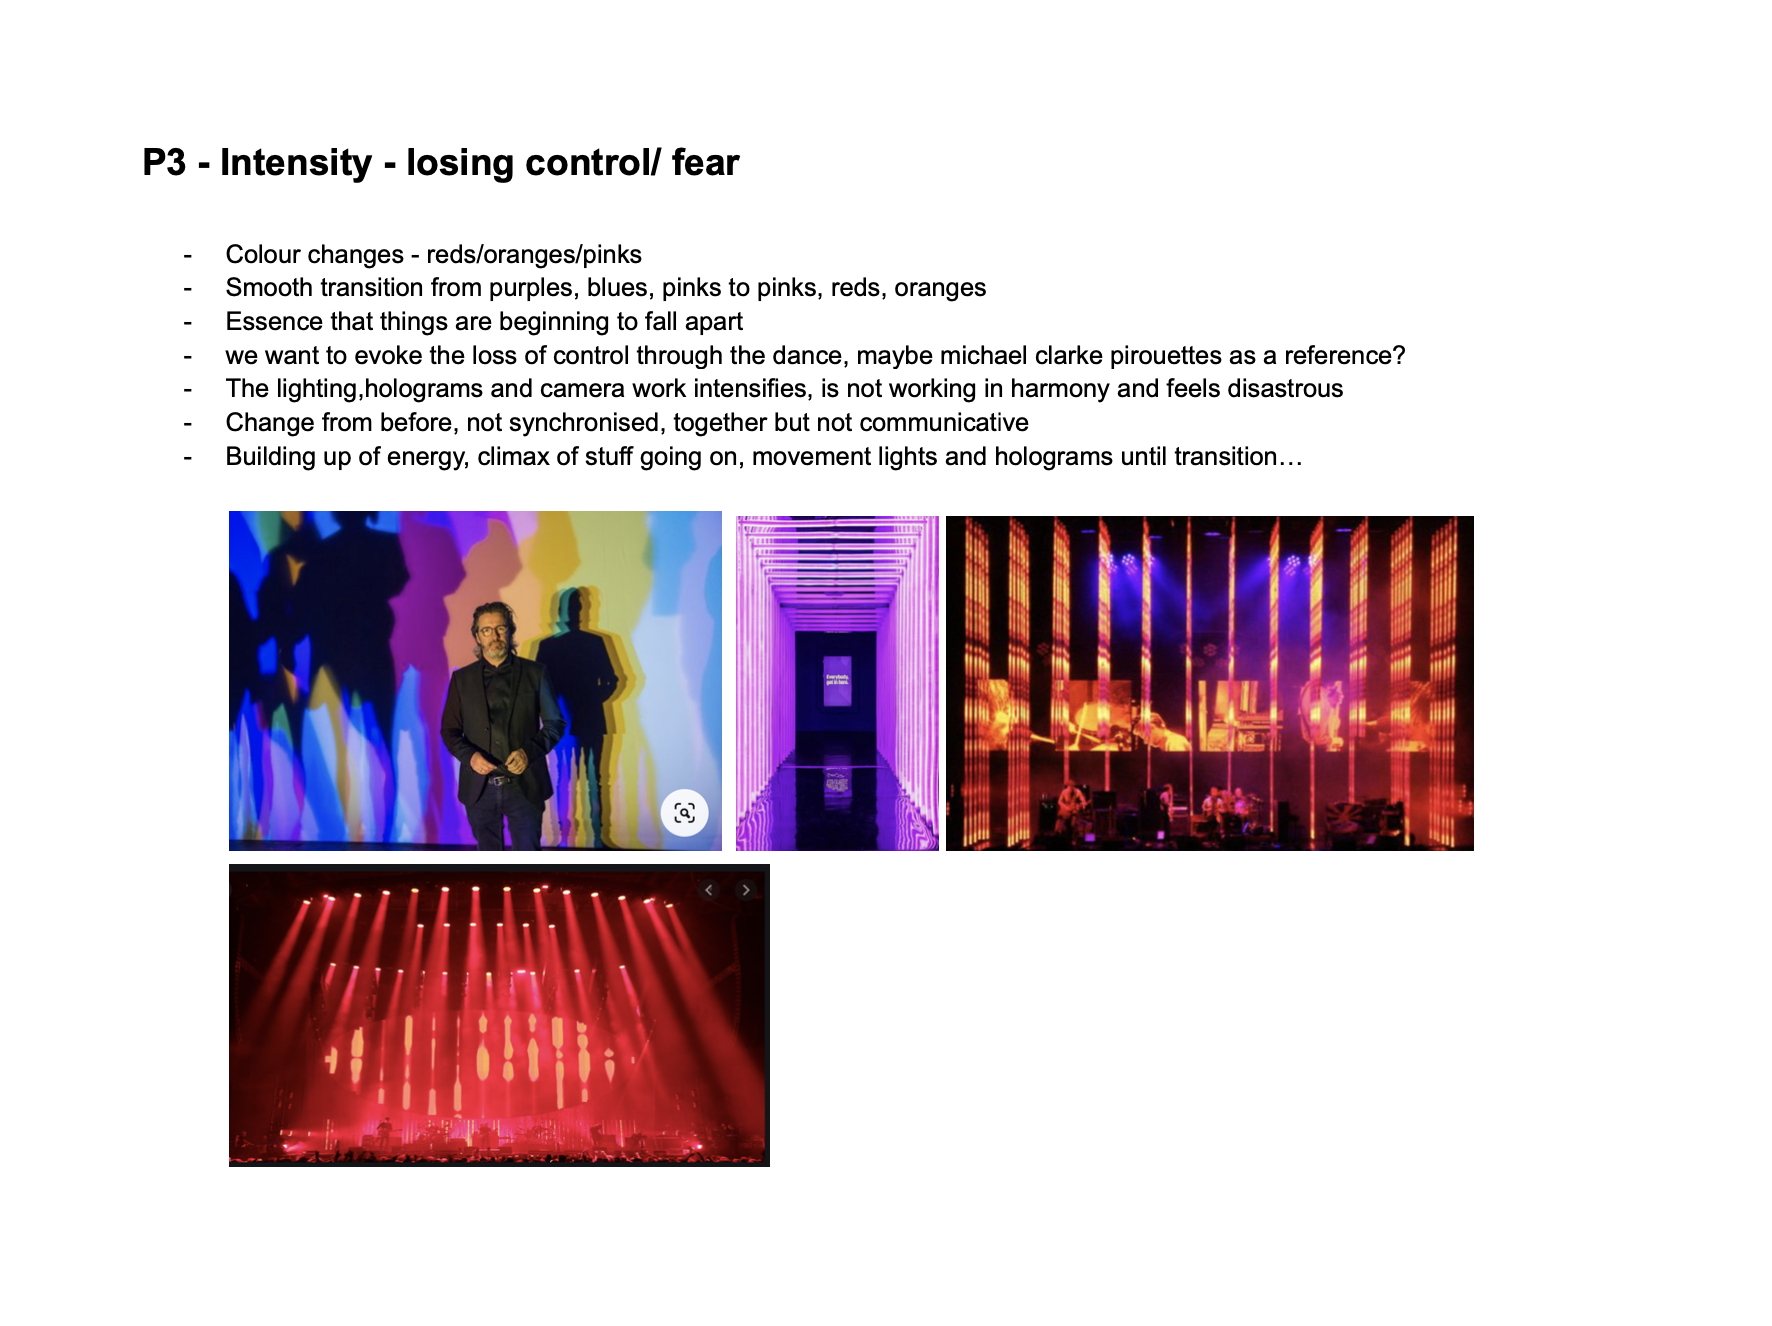 P3 - Intensity - losing control/ fear
- Colour changes - reds/oranges/pinks
- Smooth transition from purples, blues, pinks to pinks, reds, oranges
- Essence that things are beginning to fall apart
- we want to evoke the loss of control through the dance, maybe michael clarke pirouettes as a reference?
- The lighting,holograms and camera work intensifies, is not working in harmony and feels disastrous
- Change from before, not synchronised, together but not communicative
- Building up of energy, climax of stuff going on, movement lights and holograms until transition…
Everybody,
get in here.